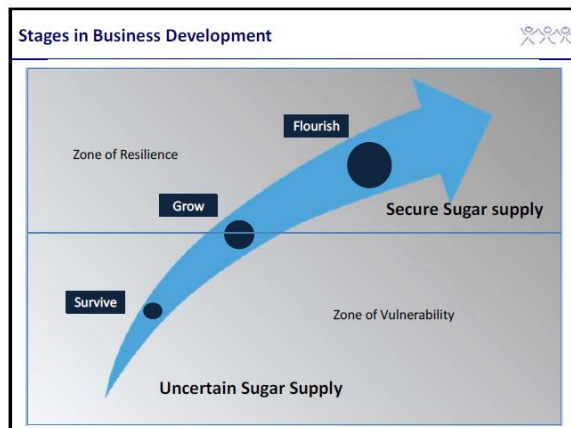 Stages in Business Development
Flourish
Zone of Resilience
Grow
Secure Sugar supply
Survive
Zone of Vulnerability
Uncertain Sugar Supply